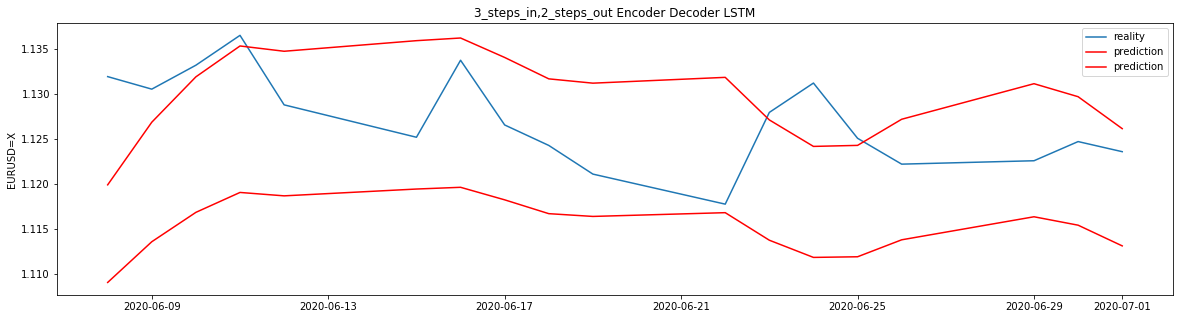 3_steps_in,2_steps_out Encoder Decoder LSTM
reality
prediction
prediction
EURUSD=X
1.135
1.130
1.125
1.120
1.115
1.110
2020-06-09
2020-06-13
2020-06-17
2020-06-21
2020-06-25
2020-06-29
2020-07-01